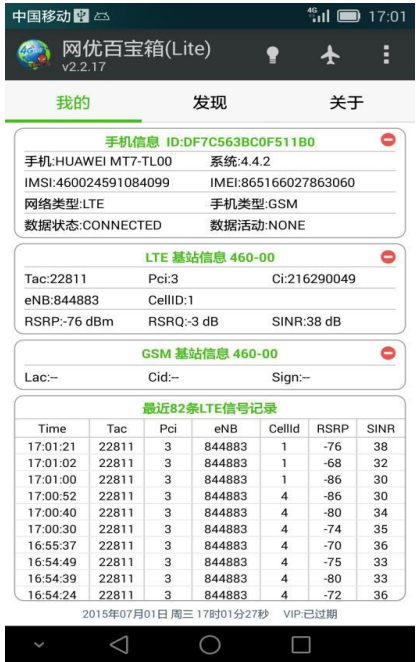 中国移动 4G 17:01
网优百宝箱(Lite)
v2.2.17
我的 发现 关于
手机信息 ID:DF7C563BC0F511B0
手机:HUAWEI MT7-TL00 系统:4.4.2
IMSI:460024591084099 IMEI:865166027863060
网络类型:LTE 手机类型:GSM
数据状态:CONNECTED 数据活动:NONE
LTE 基站信息 460-00
Tac:22811 Pci:3 Ci:216290049
eNB:844883 CellID:1
RSRP:-76 dBm RSRQ:-3 dB SINR:38 dB
GSM 基站信息 460-00
Lac:-- Cid:-- Sign:--
最近82条LTE信号记录
Time Tac Pci eNB CellId RSRP SINR
17:01:21 22811 3 844883 1 -76 38
17:01:02 22811 3 844883 1 -68 32
17:01:00 22811 3 844883 1 -86 30
17:00:52 22811 3 844883 4 -86 30
17:00:40 22811 3 844883 4 -80 34
17:00:30 22811 3 844883 4 -74 35
16:55:37 22811 3 844883 4 -70 36
16:54:49 22811 3 844883 4 -75 33
16:54:39 22811 3 844883 4 -80 33
16:54:24 22811 3 844883 4 -72 36
2015年07月01日 周三 17时01分27秒 VIP:已过期